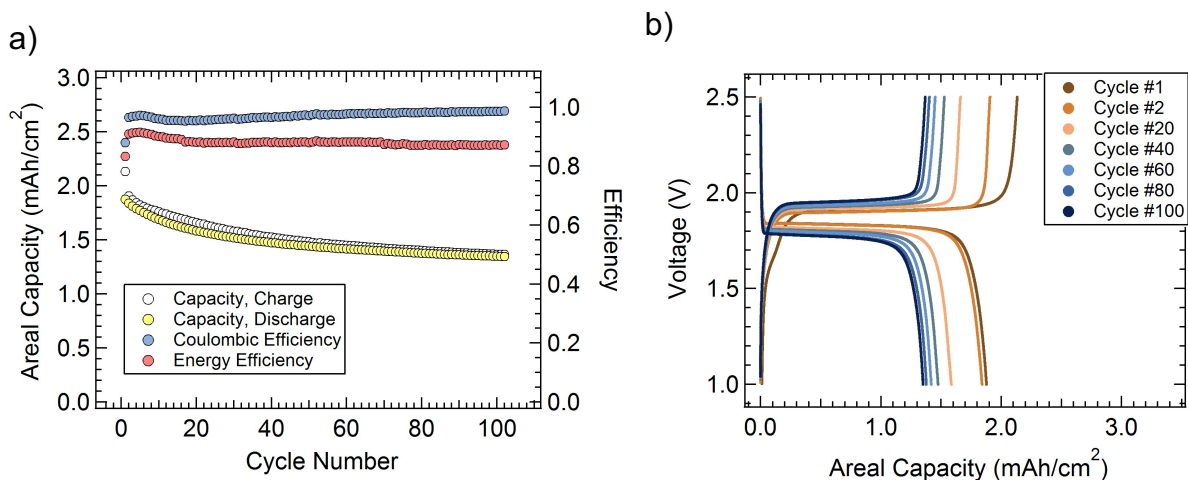 a)
Areal Capacity (mAh/cm²)
3.0
2.5
2.0
1.5
1.0
0.5
0.0
1.0
0.8
0.6
0.4
0.2
0.0
Efficiency
Capacity, Charge
Capacity, Discharge
Coulombic Efficiency
Energy Efficiency
0 20 40 60 80 100
Cycle Number
b)
Voltage (V)
2.5
2.0
1.5
1.0
Cycle #1
Cycle #2
Cycle #20
Cycle #40
Cycle #60
Cycle #80
Cycle #100
0.0 1.0 2.0 3.0
Areal Capacity (mAh/cm²)